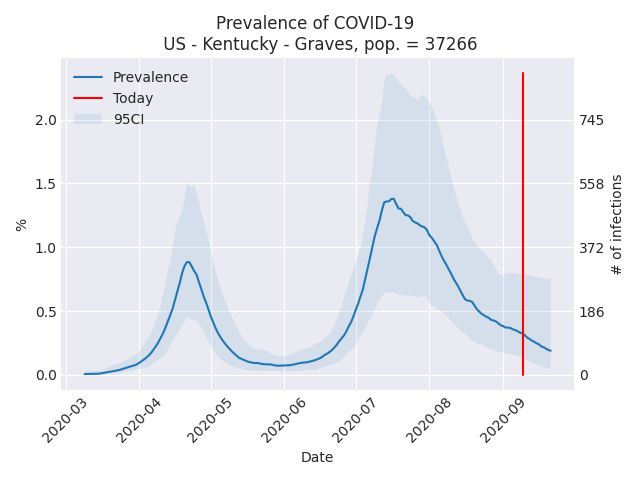 Prevalence of COVID-19
US - Kentucky - Graves, pop. = 37266
Prevalence
Today
95CI
2.0
1.5
1.0
0.5
0.0
%
745
558
372
186
0
# of infections
2020-03
2020-04
2020-05
2020-06
2020-07
2020-08
2020-09
Date